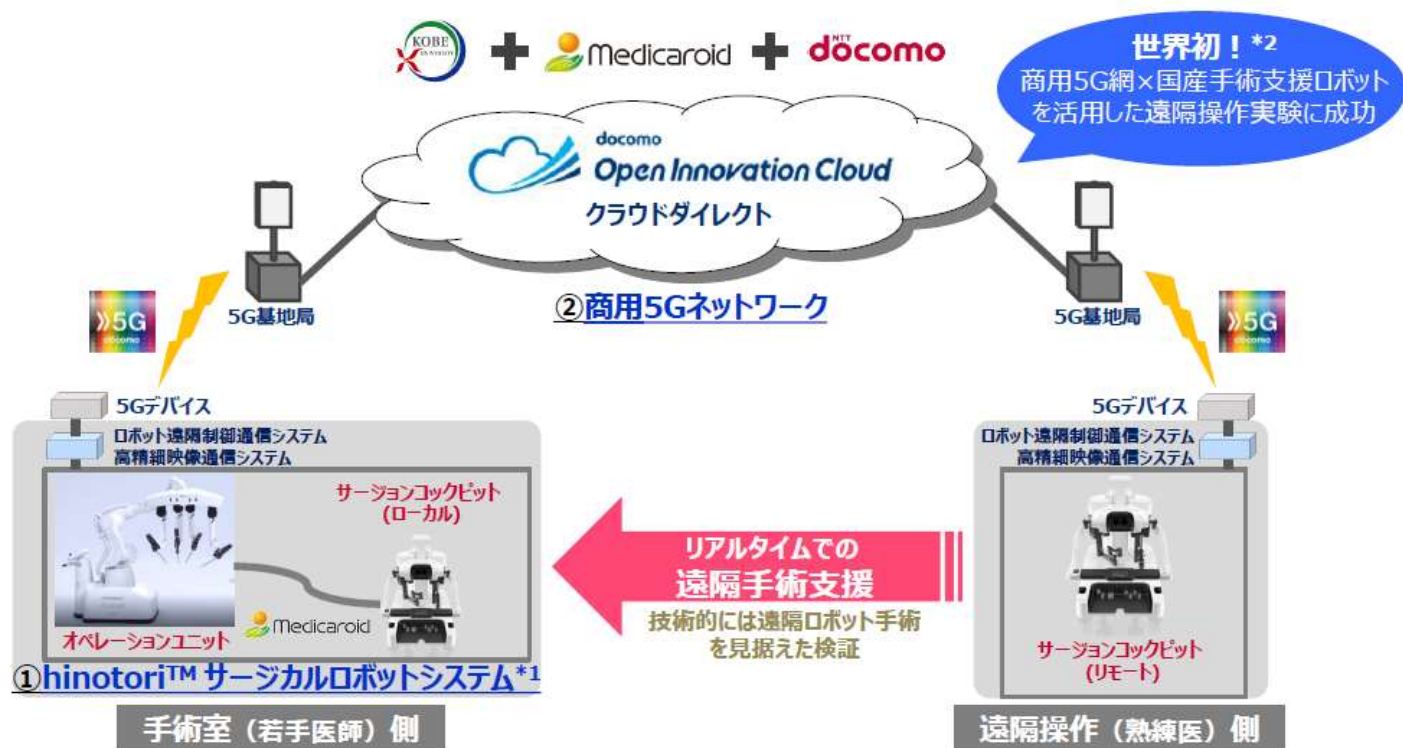 KOBE
UNIVERSITY
Medicaroid
NTT
docomo
世界初！*2
商用5G網×国産手術支援ロボット
を活用した遠隔操作実験に成功
docomo
Open Innovation Cloud
クラウドダイレクト
②商用5Gネットワーク
5G基地局
5G基地局
5G
docomo
5G
docomo
5Gデバイス
ロボット遠隔制御通信システム
高精細映像通信システム
サージョンコックピット
(ローカル)
オペレーションユニット
Medicaroid
①hinotori™ サージカルロボットシステム*1
手術室（若手医師）側
リアルタイムでの
遠隔手術支援
技術的には遠隔ロボット手術
を見据えた検証
5Gデバイス
ロボット遠隔制御通信システム
高精細映像通信システム
サージョンコックピット
(リモート)
遠隔操作（熟練医）側